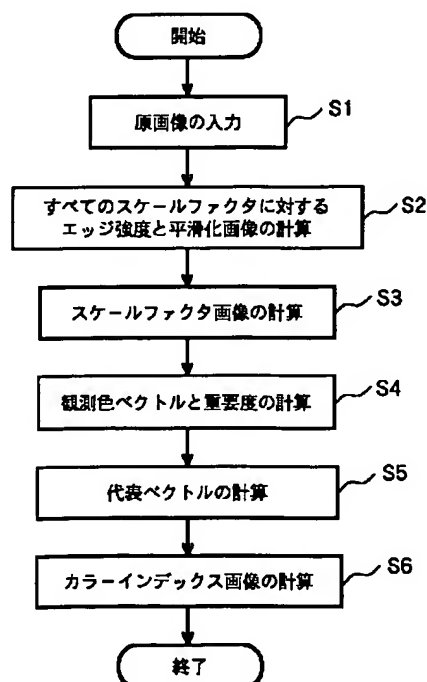 開始
原画像の入力
S1
すべてのスケールファクタに対する
エッジ強度と平滑化画像の計算
S2
スケールファクタ画像の計算
S3
観測色ベクトルと重要度の計算
S4
代表ベクトルの計算
S5
カラーインデックス画像の計算
S6
終了